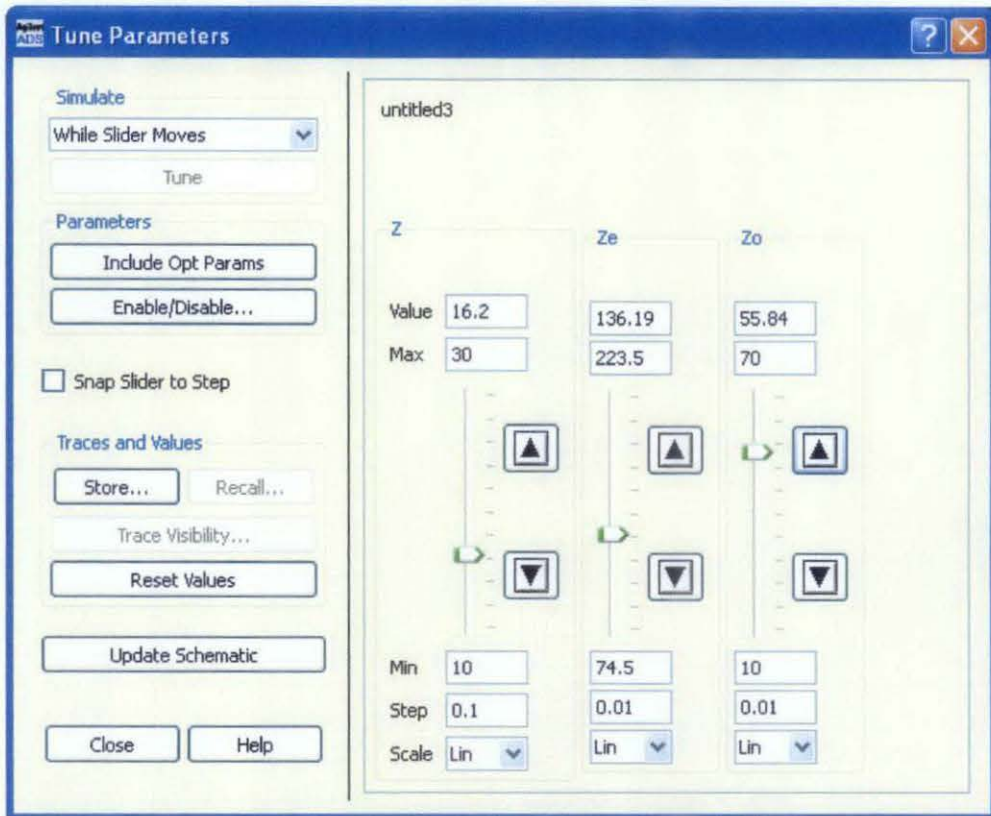 Agilent
ADS
Tune Parameters
Simulate
While Slider Moves
Tune
Parameters
Include Opt Params
Enable/Disable...
Snap Slider to Step
Traces and Values
Store... Recall...
Trace Visibility...
Reset Values
Update Schematic
Close Help
untitled3
Z Ze Zo
Value 16.2 136.19 55.84
Max 30 223.5 70
Min 10 74.5 10
Step 0.1 0.01 0.01
Scale Lin Lin Lin